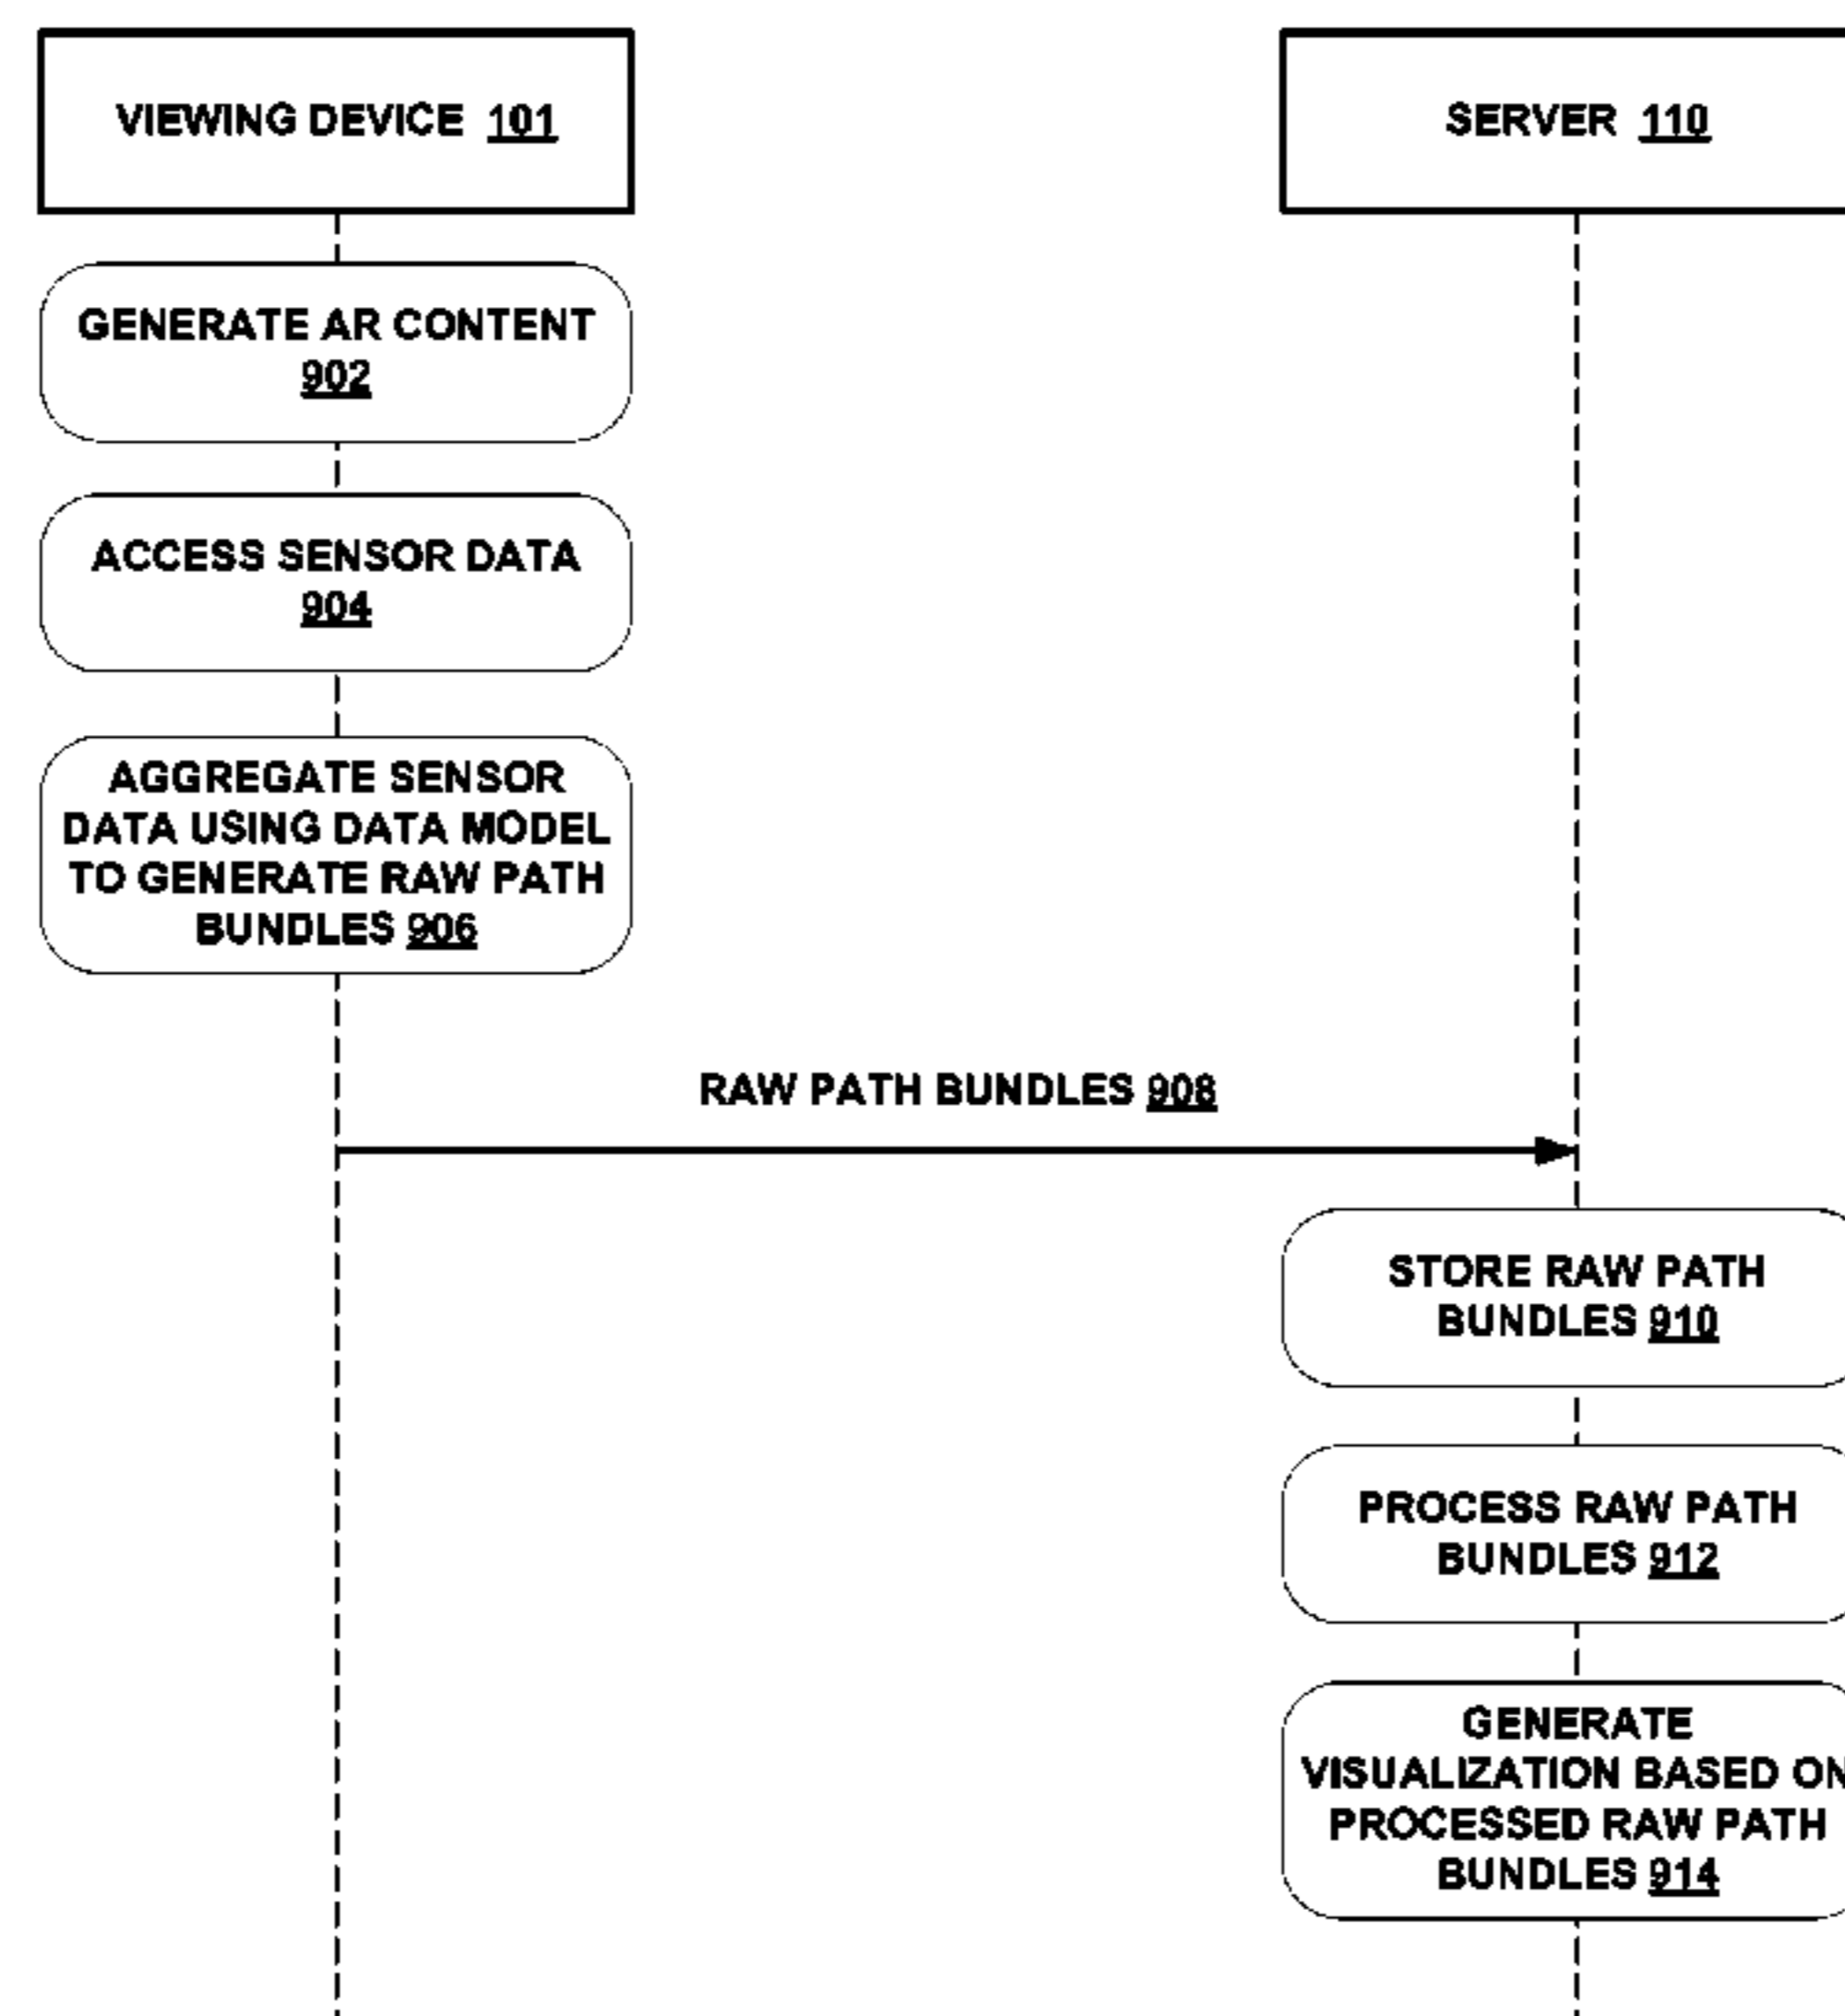 VIEWING DEVICE 101
SERVER 110
GENERATE AR CONTENT
902
ACCESS SENSOR DATA
904
AGGREGATE SENSOR
DATA USING DATA MODEL
TO GENERATE RAW PATH
BUNDLES 906
RAW PATH BUNDLES 908
STORE RAW PATH
BUNDLES 910
PROCESS RAW PATH
BUNDLES 912
GENERATE
VISUALIZATION BASED ON
PROCESSED RAW PATH
BUNDLES 914